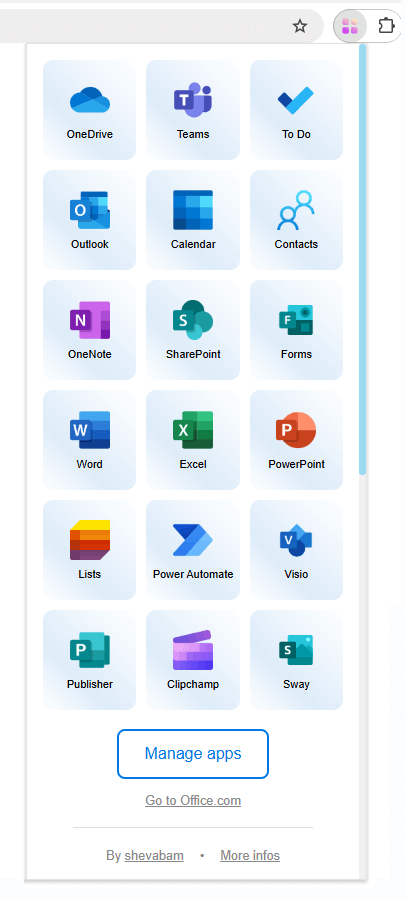 OneDrive
Teams
To Do
Outlook
Calendar
Contacts
OneNote
SharePoint
Forms
Word
Excel
PowerPoint
Lists
Power Automate
Visio
Publisher
Clipchamp
Sway
Manage apps
Go to Office.com
By shevabam • More infos